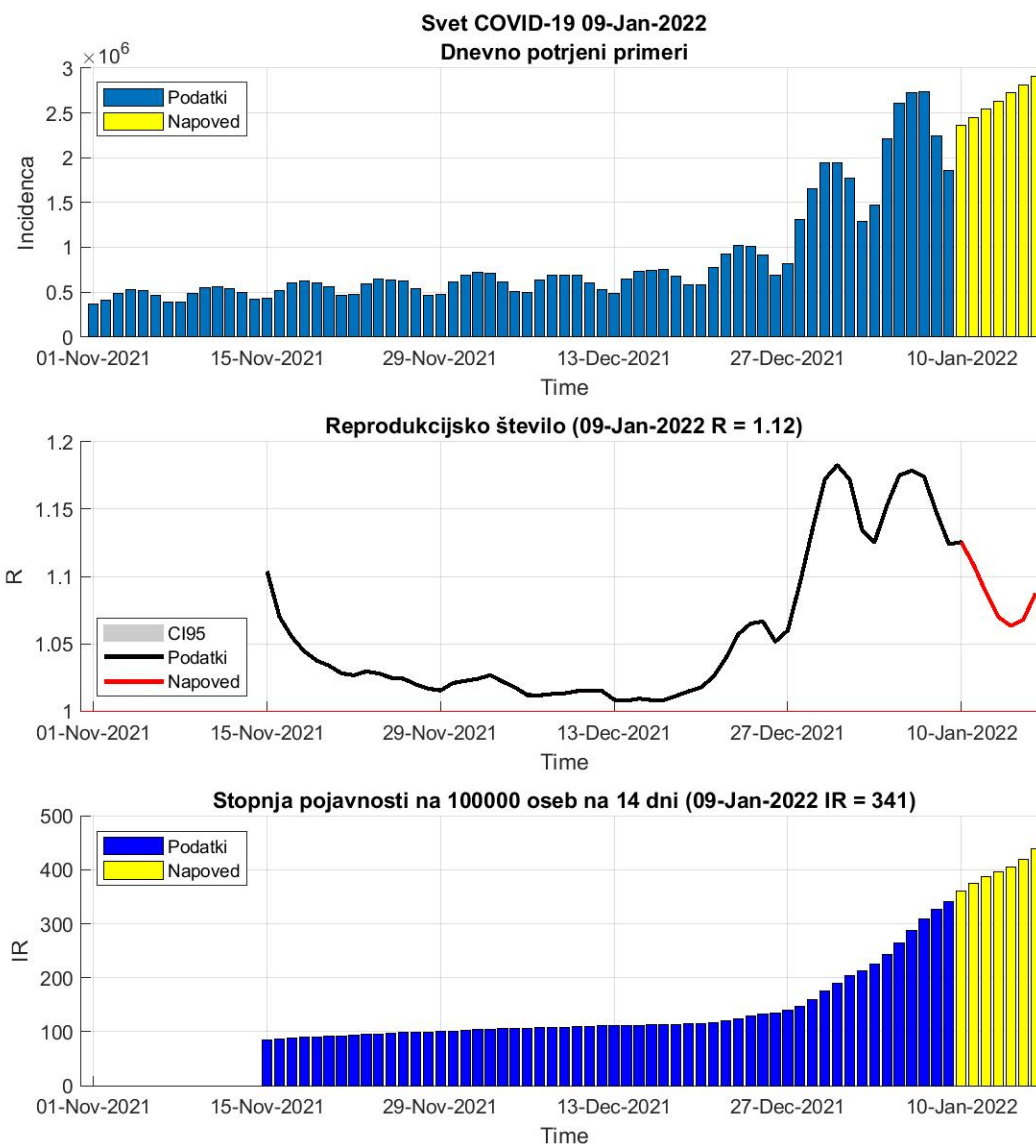 Svet COVID-19 09-Jan-2022
Dnevno potrjeni primeri
×10⁶
3
2.5
2
1.5
1
0.5
0
Incidenca
Podatki
Napoved
01-Nov-2021 15-Nov-2021 29-Nov-2021 13-Dec-2021 27-Dec-2021 10-Jan-2022
Time
Reprodukcijsko število (09-Jan-2022 R = 1.12)
1.2
1.15
1.1
1.05
1
R
CI95
Podatki
Napoved
01-Nov-2021 15-Nov-2021 29-Nov-2021 13-Dec-2021 27-Dec-2021 10-Jan-2022
Time
Stopnja pojavnosti na 100000 oseb na 14 dni (09-Jan-2022 IR = 341)
500
400
300
200
100
0
IR
Podatki
Napoved
01-Nov-2021 15-Nov-2021 29-Nov-2021 13-Dec-2021 27-Dec-2021 10-Jan-2022
Time